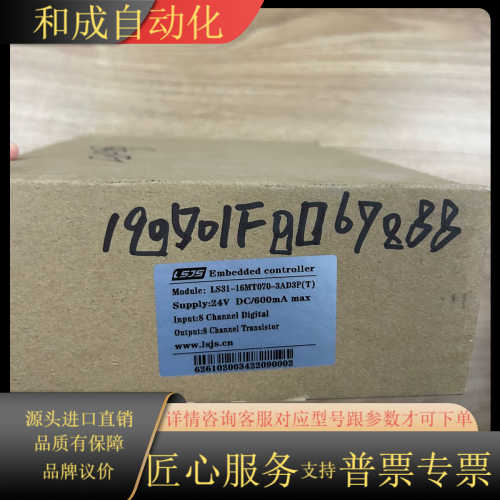 和成自动化
LSJS Embedded controller
Module: LS31-16MT070-3AD3P(T)
Supply:24V DC/600mA max
Input:8 Channel Digital
Output:8 Channel Transistor
www.lsjs.cn
626102003422090002
源头进口直销
品质有保障
品牌议价
详情咨询客服对应型号跟参数才可下单
匠心服务支持普票专票